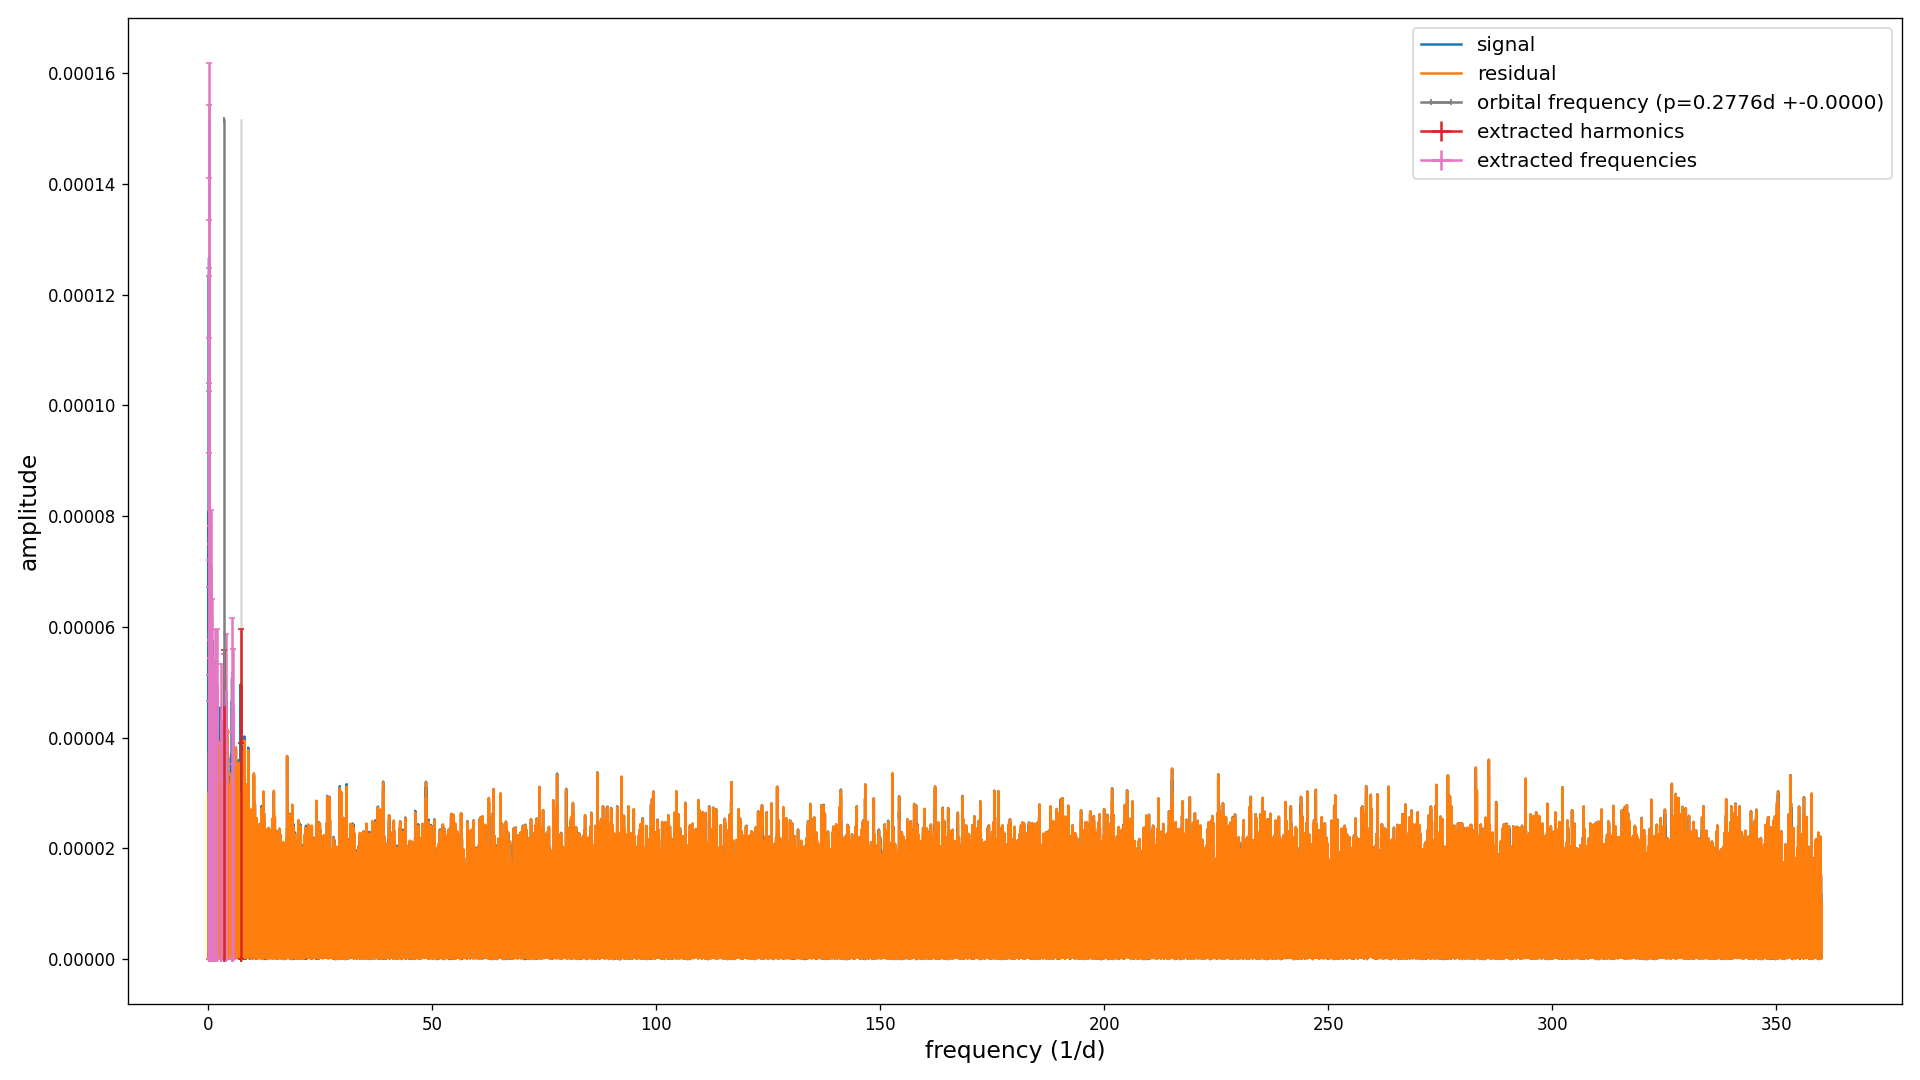 signal
residual
orbital frequency (p=0.2776d +-0.0000)
extracted harmonics
extracted frequencies
0.00016
0.00014
0.00012
0.00010
0.00008
0.00006
0.00004
0.00002
0.00000
amplitude
0 50 100 150 200 250 300 350
frequency (1/d)